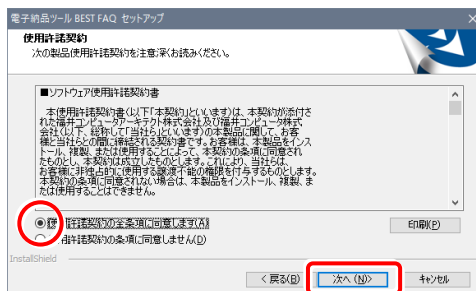 電子納品ツール BEST FAQ セットアップ
使用許諾契約
次の製品使用許諾契約を注意深くお読みください。
■ソフトウェア使用許諾契約書
本使用許諾契約書(以下「本契約」といいます)は、本契約が添付さ
れた福井コンピュータアーキテクト株式会社及び福井コンピュータ株式
会社(以下、総称して「当社ら」といいます)の本製品に関して、お客
様と当社らとの間に締結される契約書です。お客様は、本製品をインス
トール、複製、または使用することによって、本契約の条項に同意され
たものとし、本契約は成立したものとします。これにより、当社らは、
お客様に非独占的に使用する譲渡不能の権限を付与するものとします。
本契約の条項に同意されない場合は、本製品をインストール、複製、ま
たは使用することはできません。
使用許諾契約の全条項に同意します(A)
用許諾契約の条項に同意しません(D)
印刷(P)
InstallShield
< 戻る(B)
次へ (N)>
キャンセル